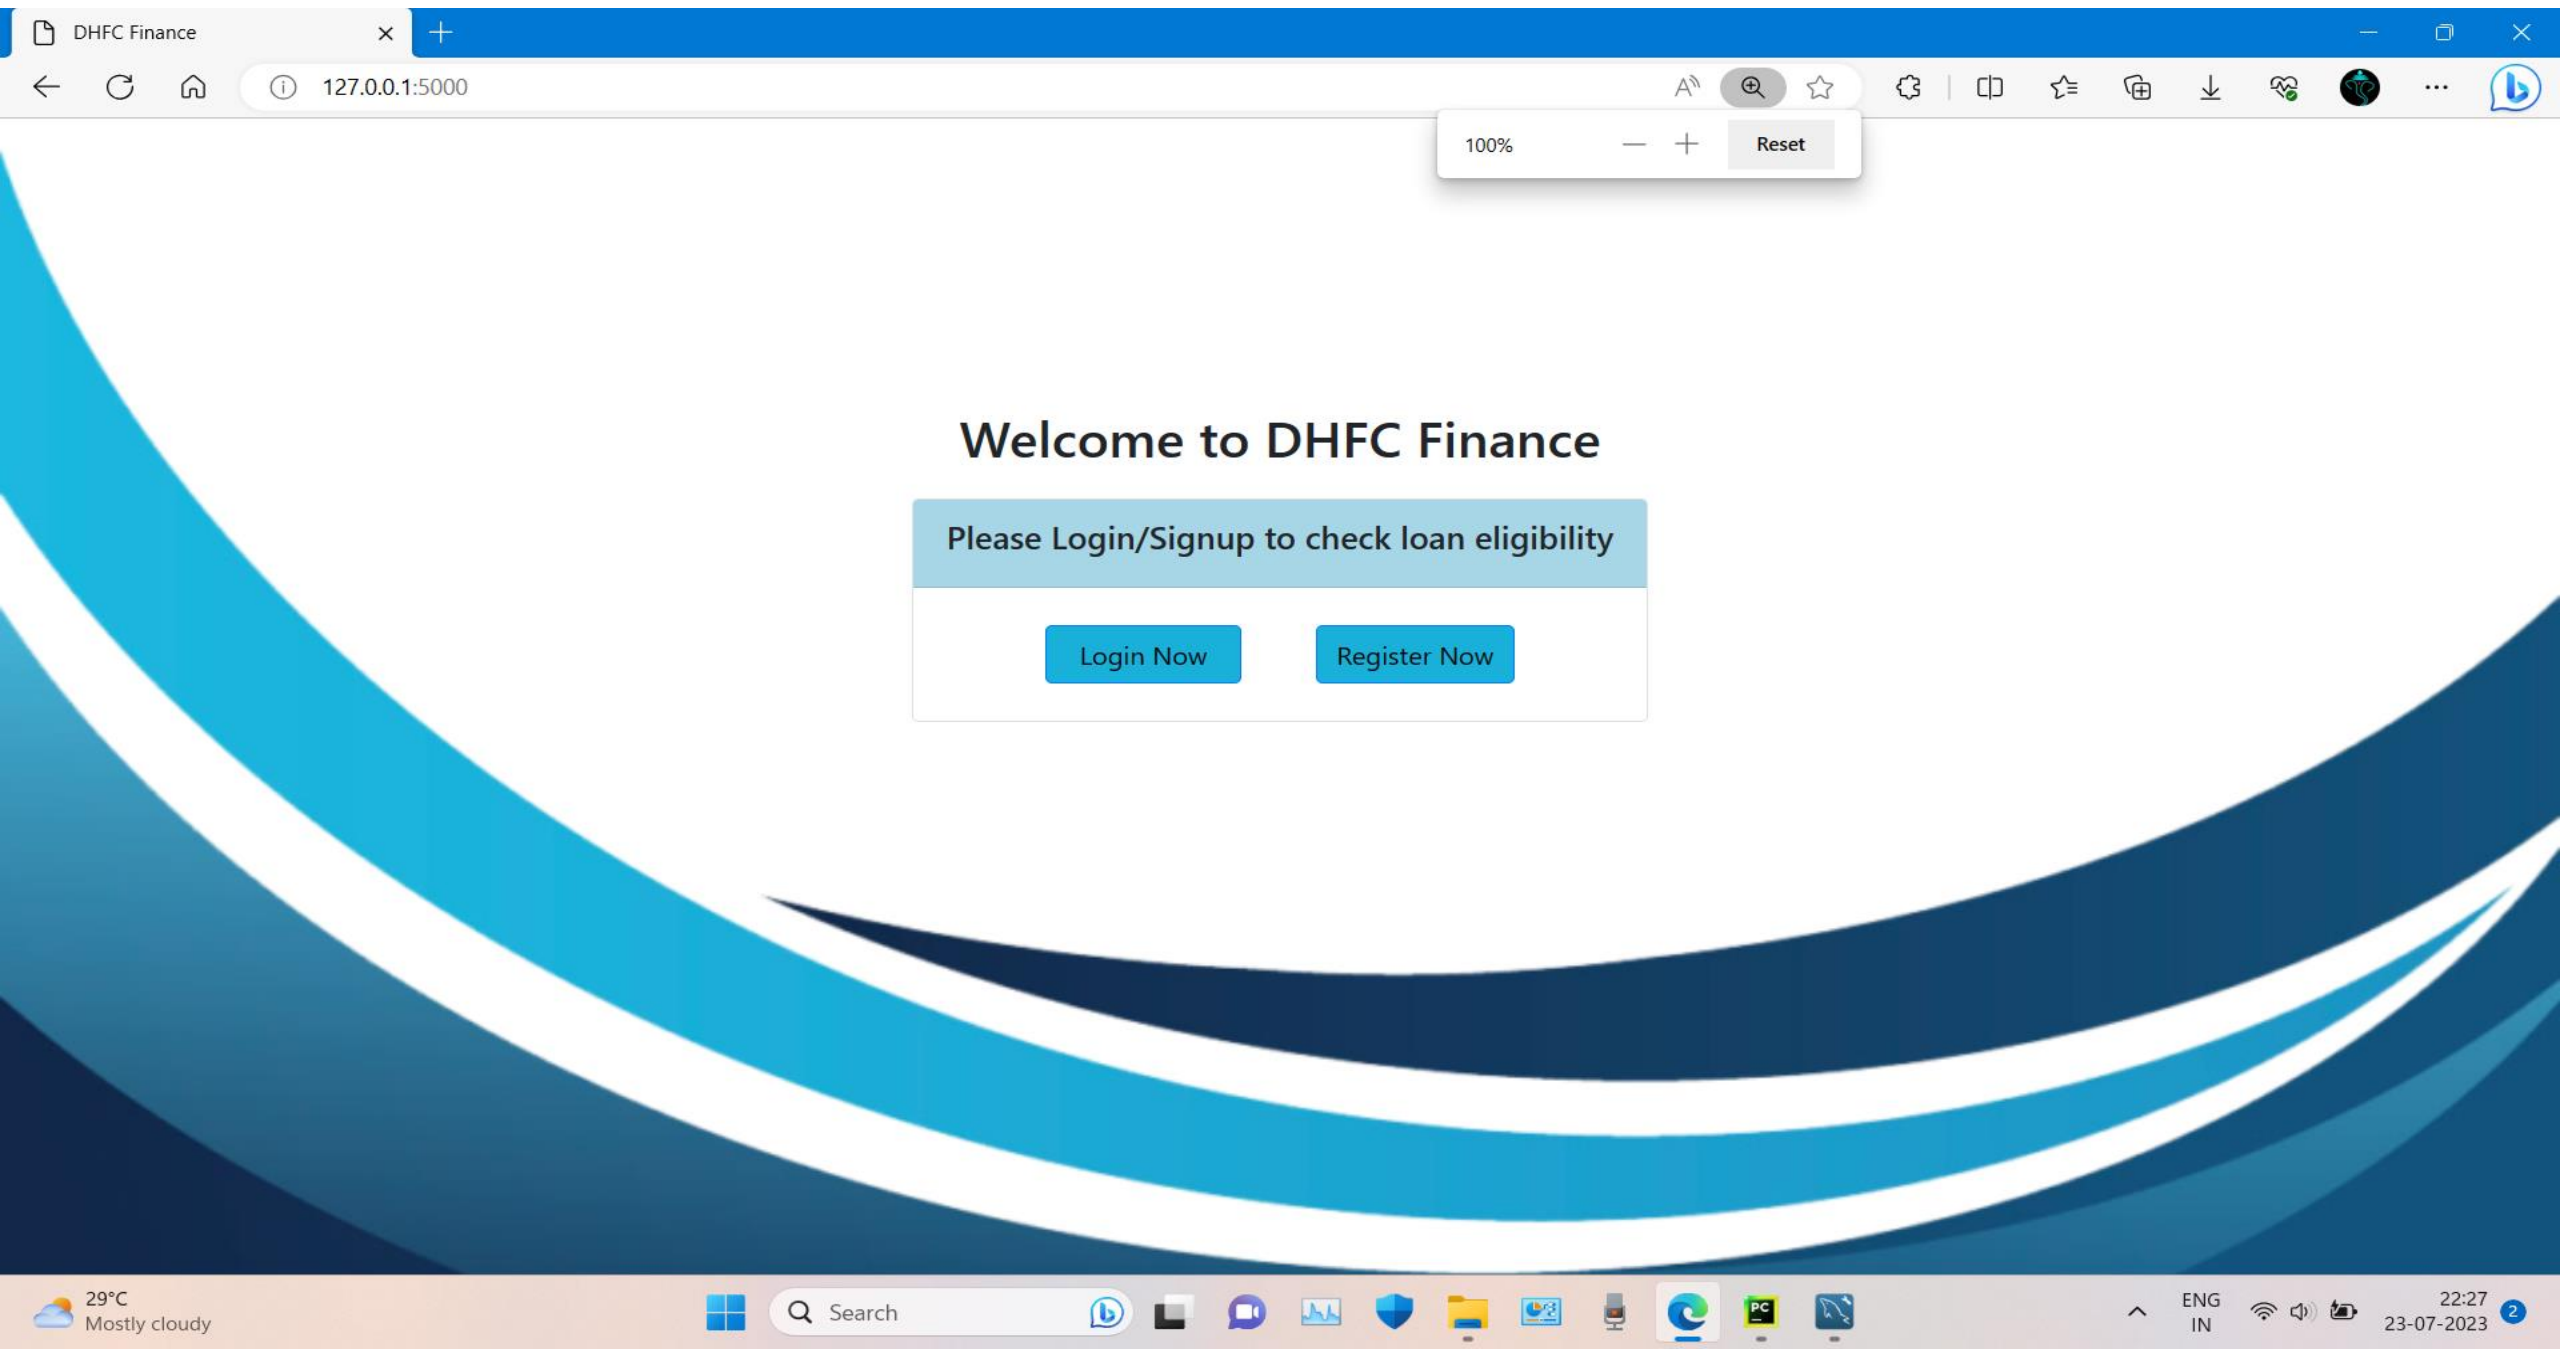 DHFC Finance
127.0.0.1:5000
100%
Reset
Welcome to DHFC Finance
Please Login/Signup to check loan eligibility
Login Now
Register Now
29°C
Mostly cloudy
Search
PC
ENG
IN
22:27
23-07-2023
2